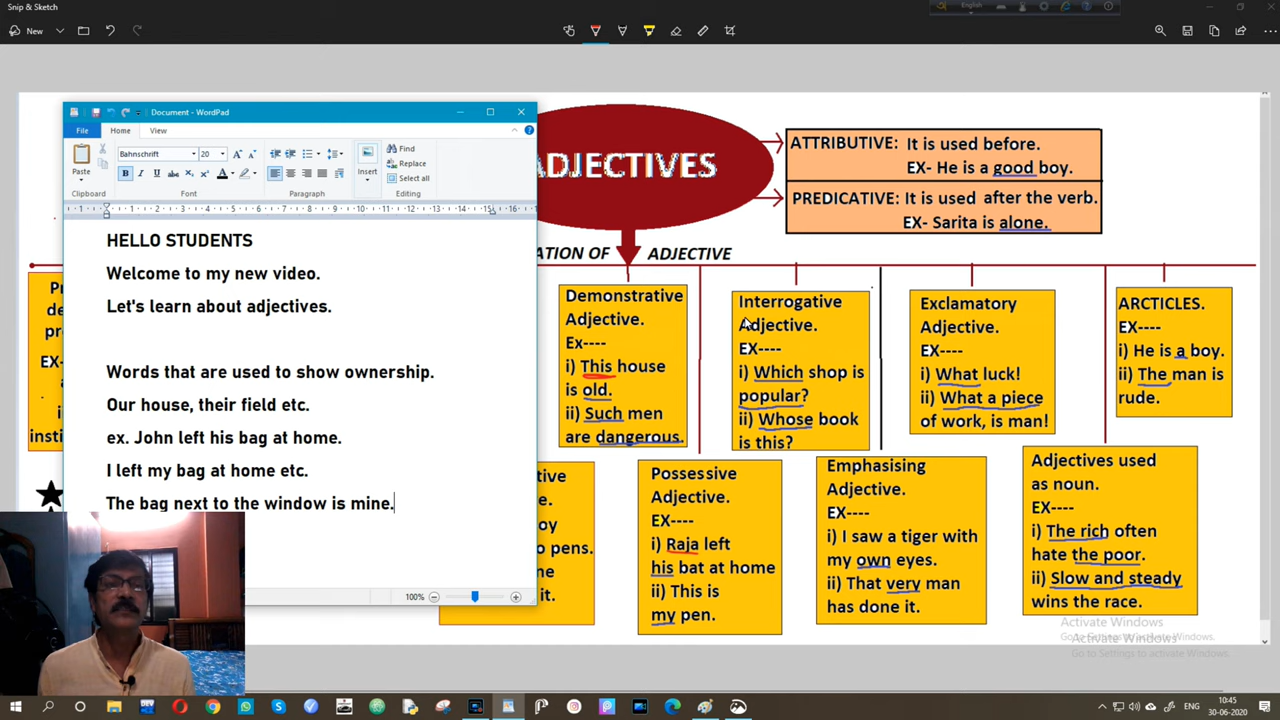 Snip & Sketch
English
New
Document - WordPad
File
Home
View
Paste
Clipboard
Bahnschrift
20
Font
Paragraph
Insert
Find
Replace
Select all
Editing
HELLO STUDENTS
Welcome to my new video.
Let's learn about adjectives.
Words that are used to show ownership.
Our house, their field etc.
ex. John left his bag at home.
I left my bag at home etc.
The bag next to the window is mine.
100%
ADJECTIVES
ATTRIBUTIVE: It is used before.
EX- He is a good boy.
PREDICATIVE: It is used after the verb.
EX- Sarita is alone.
ATION OF ADJECTIVE
Demonstrative
Adjective.
Ex----
i) This house
is old.
ii) Such men
are dangerous.
Interrogative
Adjective.
EX----
i) Which shop is
popular?
ii) Whose book
is this?
Exclamatory
Adjective.
EX----
i) What luck!
ii) What a piece
of work, is man!
ARCTICLES.
EX----
i) He is a boy.
ii) The man is
rude.
Possessive
Adjective.
EX----
i) Raja left
his bat at home
ii) This is
my pen.
Emphasising
Adjective.
EX----
i) I saw a tiger with
my own eyes.
ii) That very man
has done it.
Adjectives used
as noun.
EX----
i) The rich often
hate the poor.
ii) Slow and steady
wins the race.
Activate Windows
Go to Settings to activate Windows.
Activate Windows
Go to Settings to activate Windows.
ENG
10:45
30-06-2020